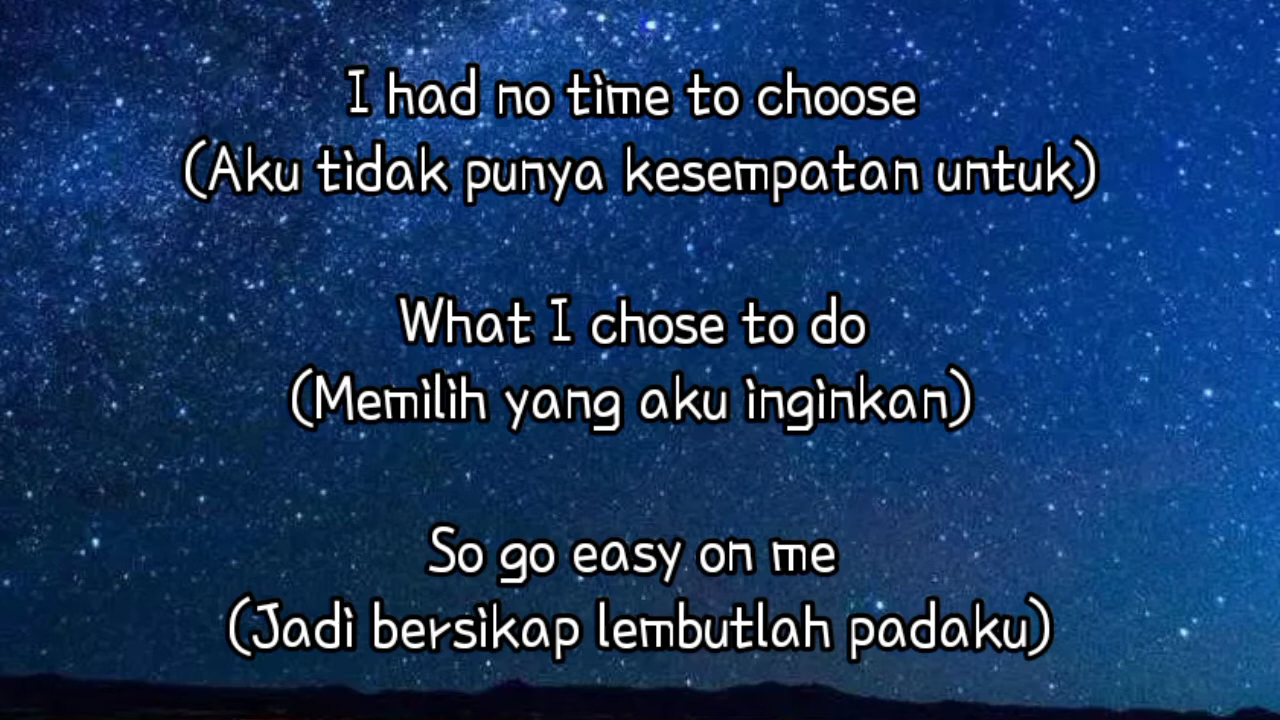 I had no time to choose
(Aku tidak punya kesempatan untuk)
What I chose to do
(Memilih yang aku inginkan)
So go easy on me
(Jadi bersikap lembutlah padaku)